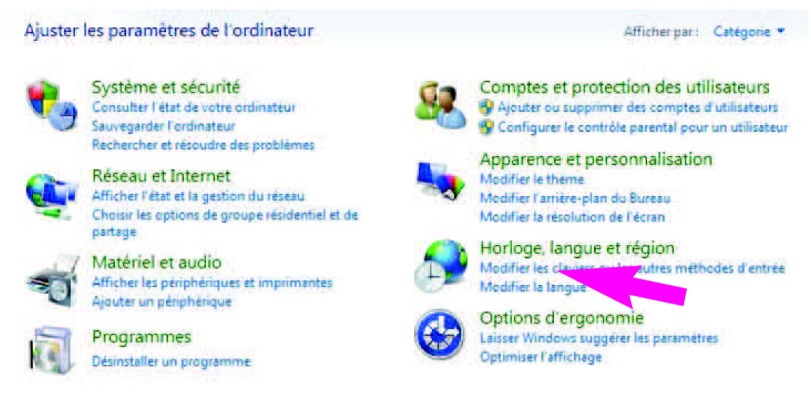 Ajuster les paramètres de l'ordinateur
Afficher par : Catégorie
Système et sécurité
Consulter l'état de votre ordinateur
Sauvegarder l'ordinateur
Rechercher et résoudre des problèmes
Réseau et Internet
Afficher l'état et la gestion du réseau
Choisir les options de groupe résidentiel et de
partage
Matériel et audio
Afficher les périphériques et imprimantes
Ajouter un périphérique
Programmes
Désinstaller un programme
Comptes et protection des utilisateurs
Ajouter ou supprimer des comptes d'utilisateurs
Configurer le contrôle parental pour un utilisateur
Apparence et personnalisation
Modifier le thème
Modifier l'arrière-plan du Bureau
Modifier la résolution de l'écran
Horloge, langue et région
Modifier les claviers autres méthodes d'entrée
Modifier la langue
Options d'ergonomie
Laisser Windows suggérer les paramètres
Optimiser l'affichage